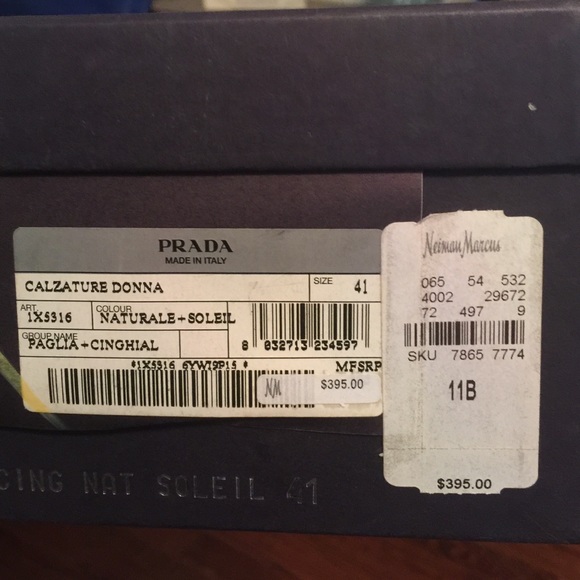 PRADA
MADE IN ITALY
CALZATURE DONNA
SIZE 41
ART. COLOUR
1X5316 NATURALE+SOLEIL
GROUP NAME
PAGLIA+CINGHIAL
8 032713 234597
*1X5316 6YWISP15 * MFSRP
NM $395.00
CING NAT SOLEIL 41
Neiman Marcus
065 54 532
4002 29672
72 497 9
SKU 7865 7774
11B
$395.00